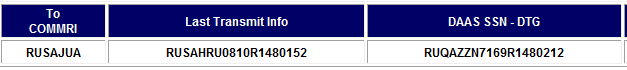 To
COMMRI
Last Transmit Info
DAAS SSN - DTG
RUSAJUA
RUSAHRU0810R1480152
RUQAZZN7169R1480212